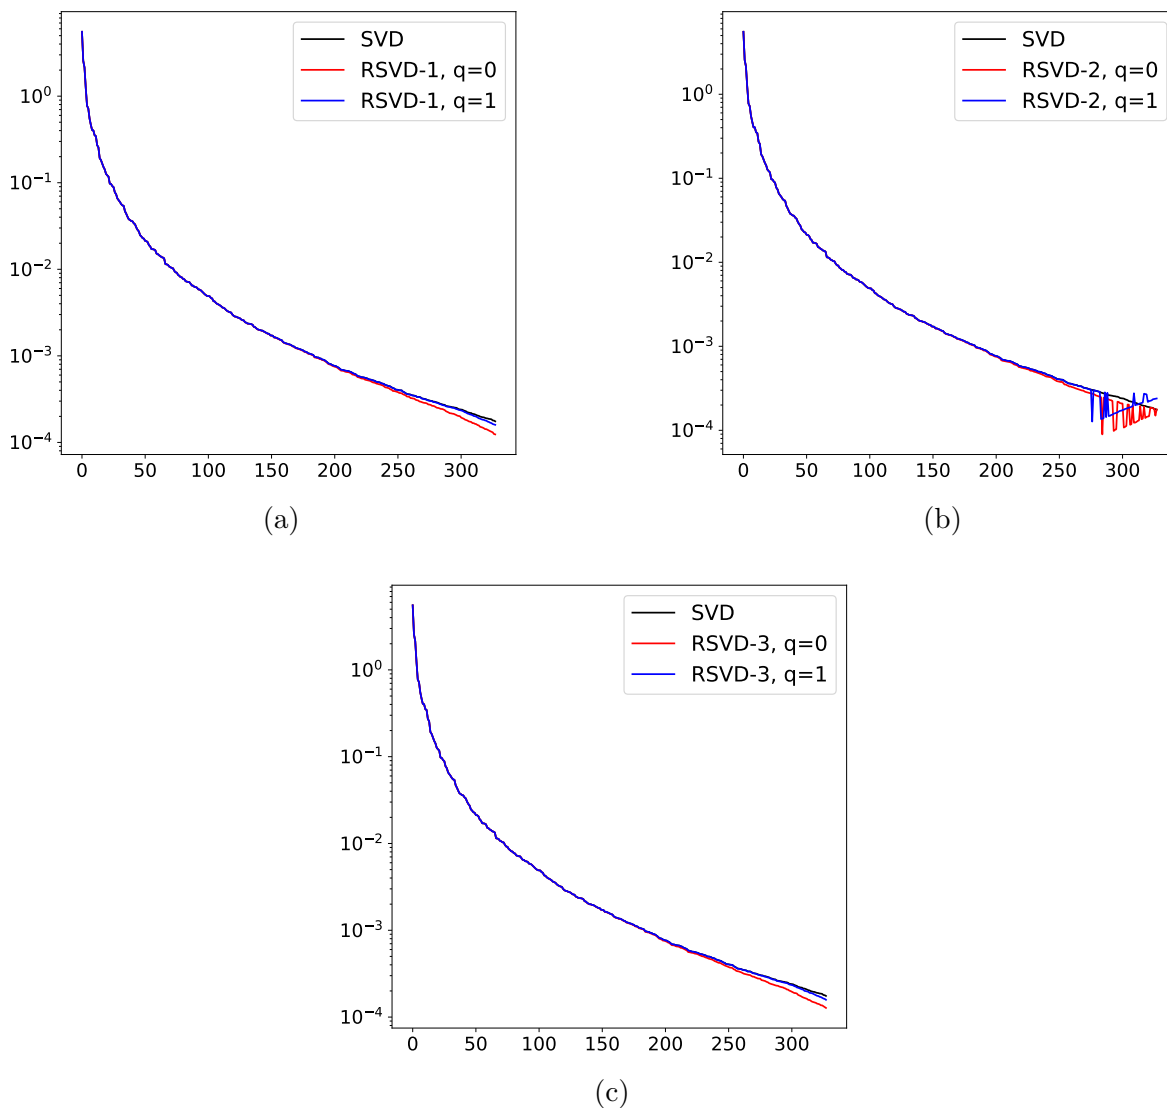 SVD
RSVD-1, q=0
RSVD-1, q=1
10^0
10^-1
10^-2
10^-3
10^-4
0 50 100 150 200 250 300
(a)
SVD
RSVD-2, q=0
RSVD-2, q=1
10^0
10^-1
10^-2
10^-3
10^-4
0 50 100 150 200 250 300
(b)
SVD
RSVD-3, q=0
RSVD-3, q=1
10^0
10^-1
10^-2
10^-3
10^-4
0 50 100 150 200 250 300
(c)